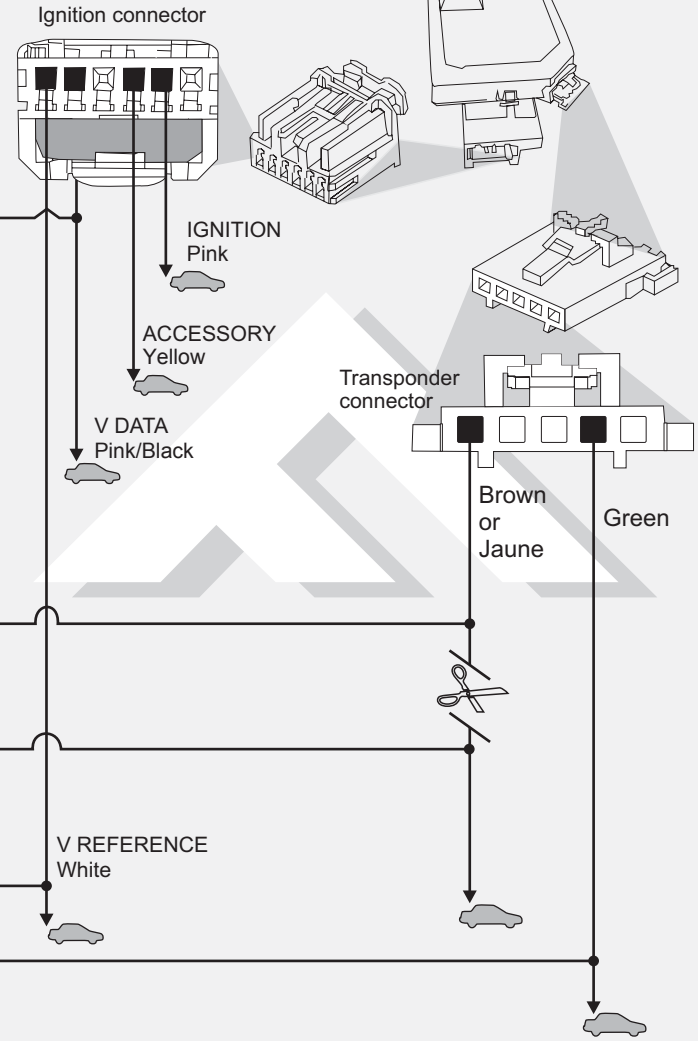 Ignition connector
IGNITION
Pink
ACCESSORY
Yellow
Transponder
connector
V DATA
Pink/Black
Brown
or
Jaune
Green
V REFERENCE
White